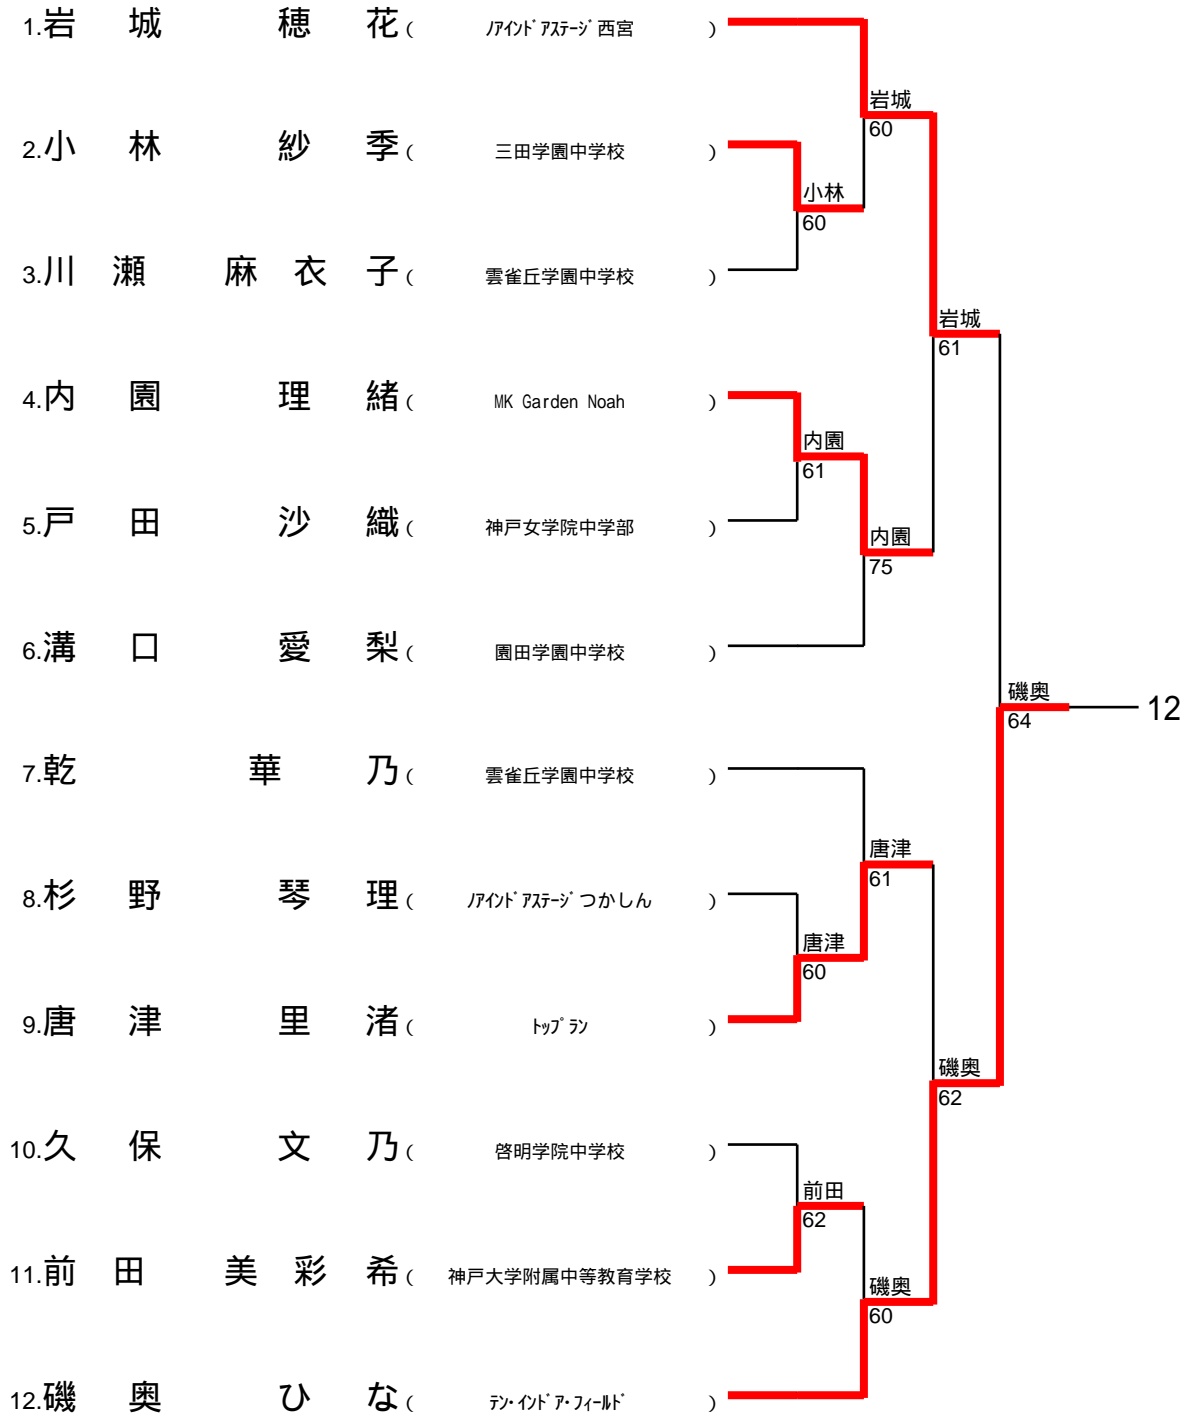 1.岩城 穂花( ﾉｱｲﾝﾄﾞｱｽﾃｰｼﾞ西宮 )
岩城
60
2.小林 紗季( 三田学園中学校 )
小林
60
3.川瀬 麻衣子( 雲雀丘学園中学校 )
岩城
61
4.内園 理緒( MK Garden Noah )
内園
61
5.戸田 沙織( 神戸女学院中学部 )
内園
75
6.溝口 愛梨( 園田学園中学校 )
磯奥
64
12
7.乾 華乃( 雲雀丘学園中学校 )
唐津
61
8.杉野 琴理( ﾉｱｲﾝﾄﾞｱｽﾃｰｼﾞつかしん )
唐津
60
9.唐津 里渚( ﾄｯﾌﾟﾗﾝ )
磯奥
62
10.久保 文乃( 啓明学院中学校 )
前田
62
11.前田 美彩希( 神戸大学附属中等教育学校 )
磯奥
60
12.磯奥 ひな( ﾃﾝ･ｲﾝﾄﾞｱ･ﾌｨｰﾙﾄﾞ )